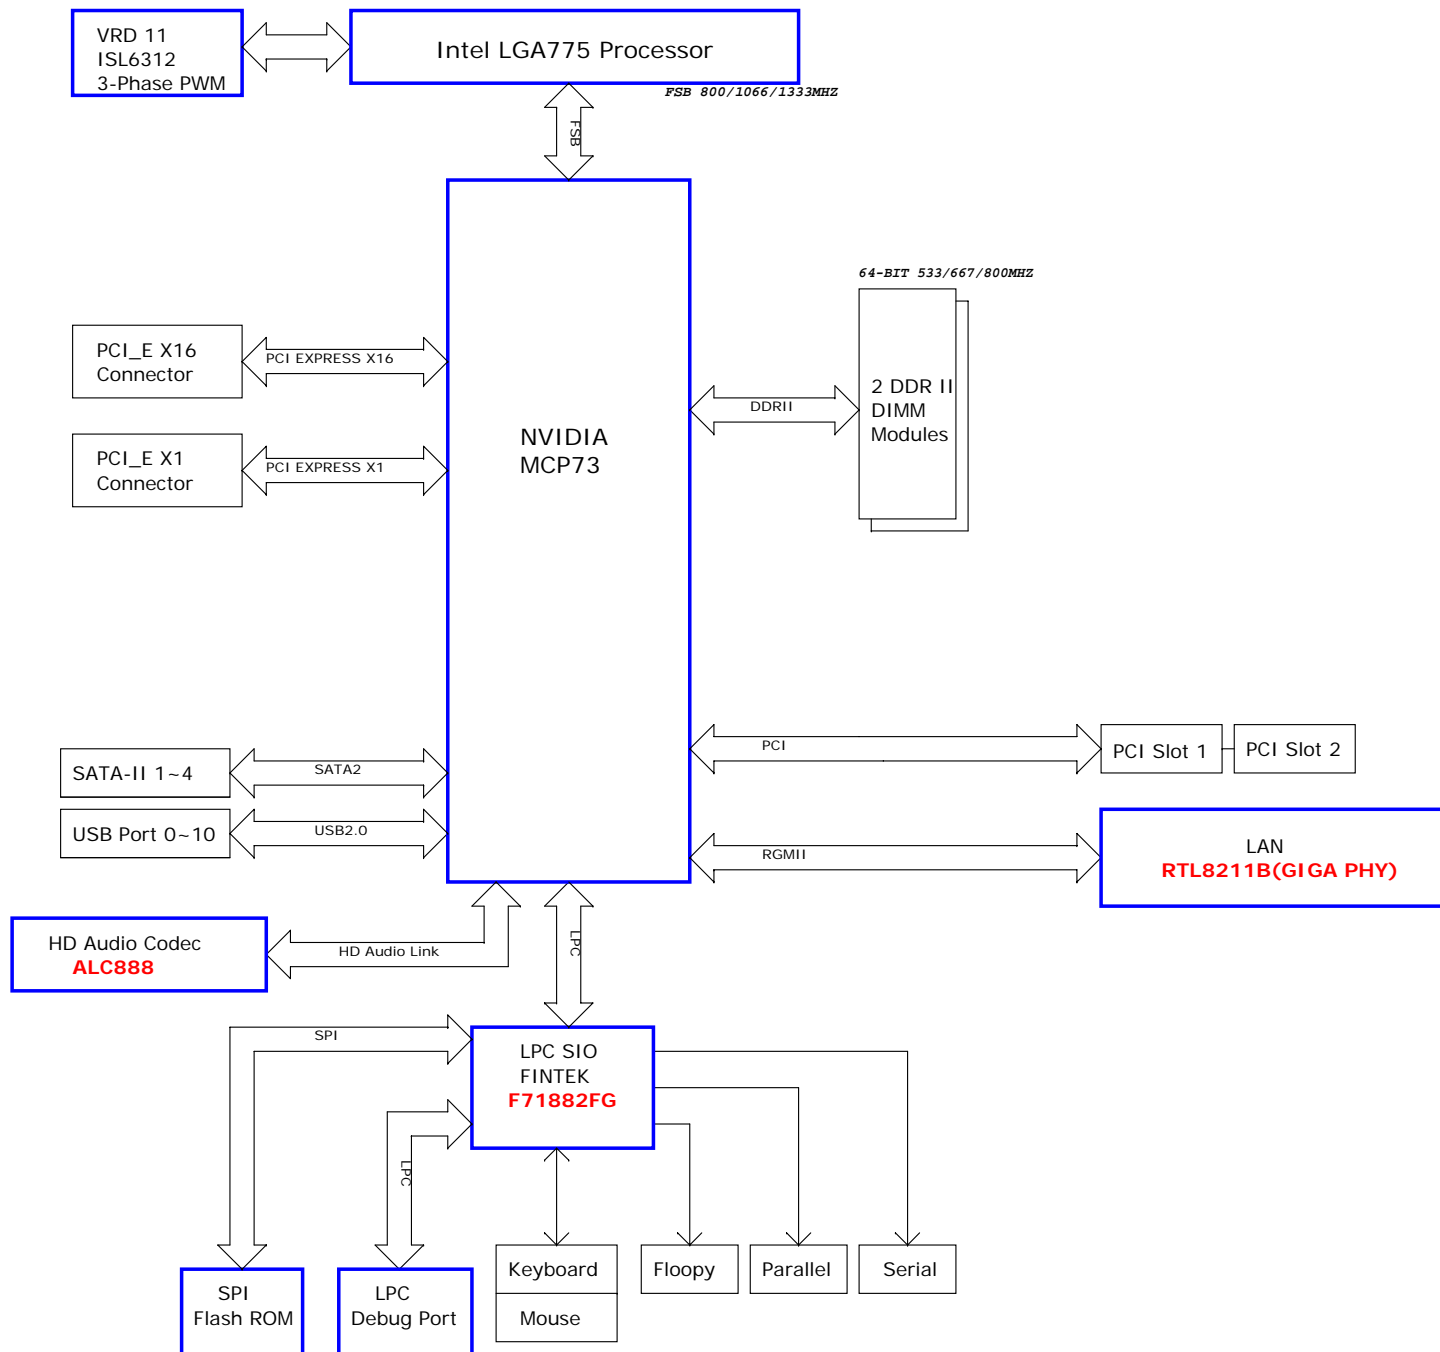 VRD 11
ISL6312
3-Phase PWM
Intel LGA775 Processor
FSB 800/1066/1333MHZ
FSB
64-BIT 533/667/800MHZ
PCI_E X16
Connector
PCI EXPRESS X16
2 DDR II
DIMM
Modules
DDRII
NVIDIA
MCP73
PCI_E X1
Connector
PCI EXPRESS X1
PCI
PCI Slot 1
PCI Slot 2
SATA-II 1~4
SATA2
USB Port 0~10
USB2.0
RGMII
LAN
RTL8211B(GIGA PHY)
HD Audio Codec
ALC888
HD Audio Link
LPC
SPI
LPC SIO
FINTEK
F71882FG
LPC
Keyboard
Mouse
Floopy
Parallel
Serial
SPI
Flash ROM
LPC
Debug Port